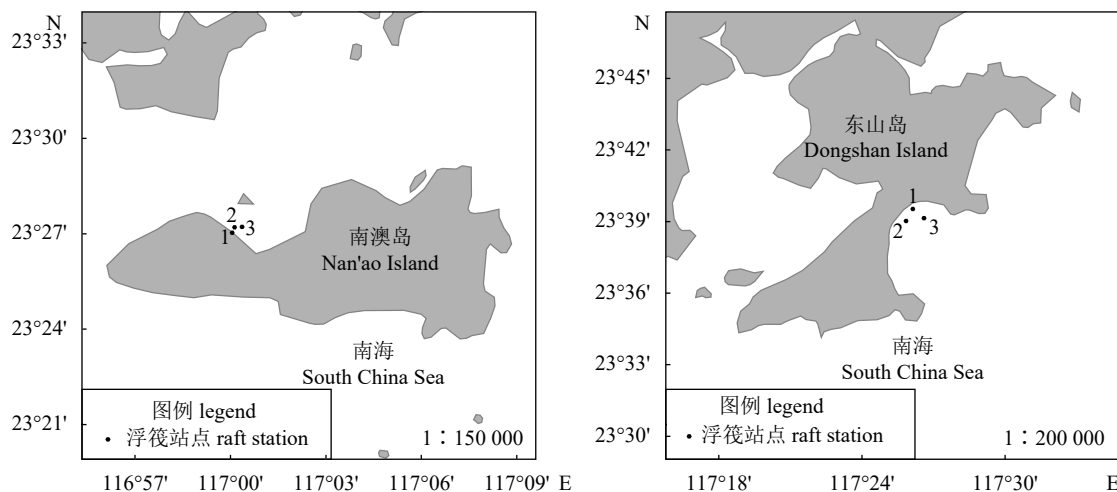 N
23°33'
23°30'
23°27'
23°24'
23°21'
2
3
1
南澳岛
Nan'ao Island
南海
South China Sea
图例 legend
浮筏站点 raft station
1∶150 000
116°57'
117°00'
117°03'
117°06'
117°09'
E
N
23°45'
23°42'
23°39'
23°36'
23°33'
23°30'
东山岛
Dongshan Island
1
2
3
南海
South China Sea
图例 legend
浮筏站点 raft station
1∶200 000
117°18'
117°24'
117°30'
E